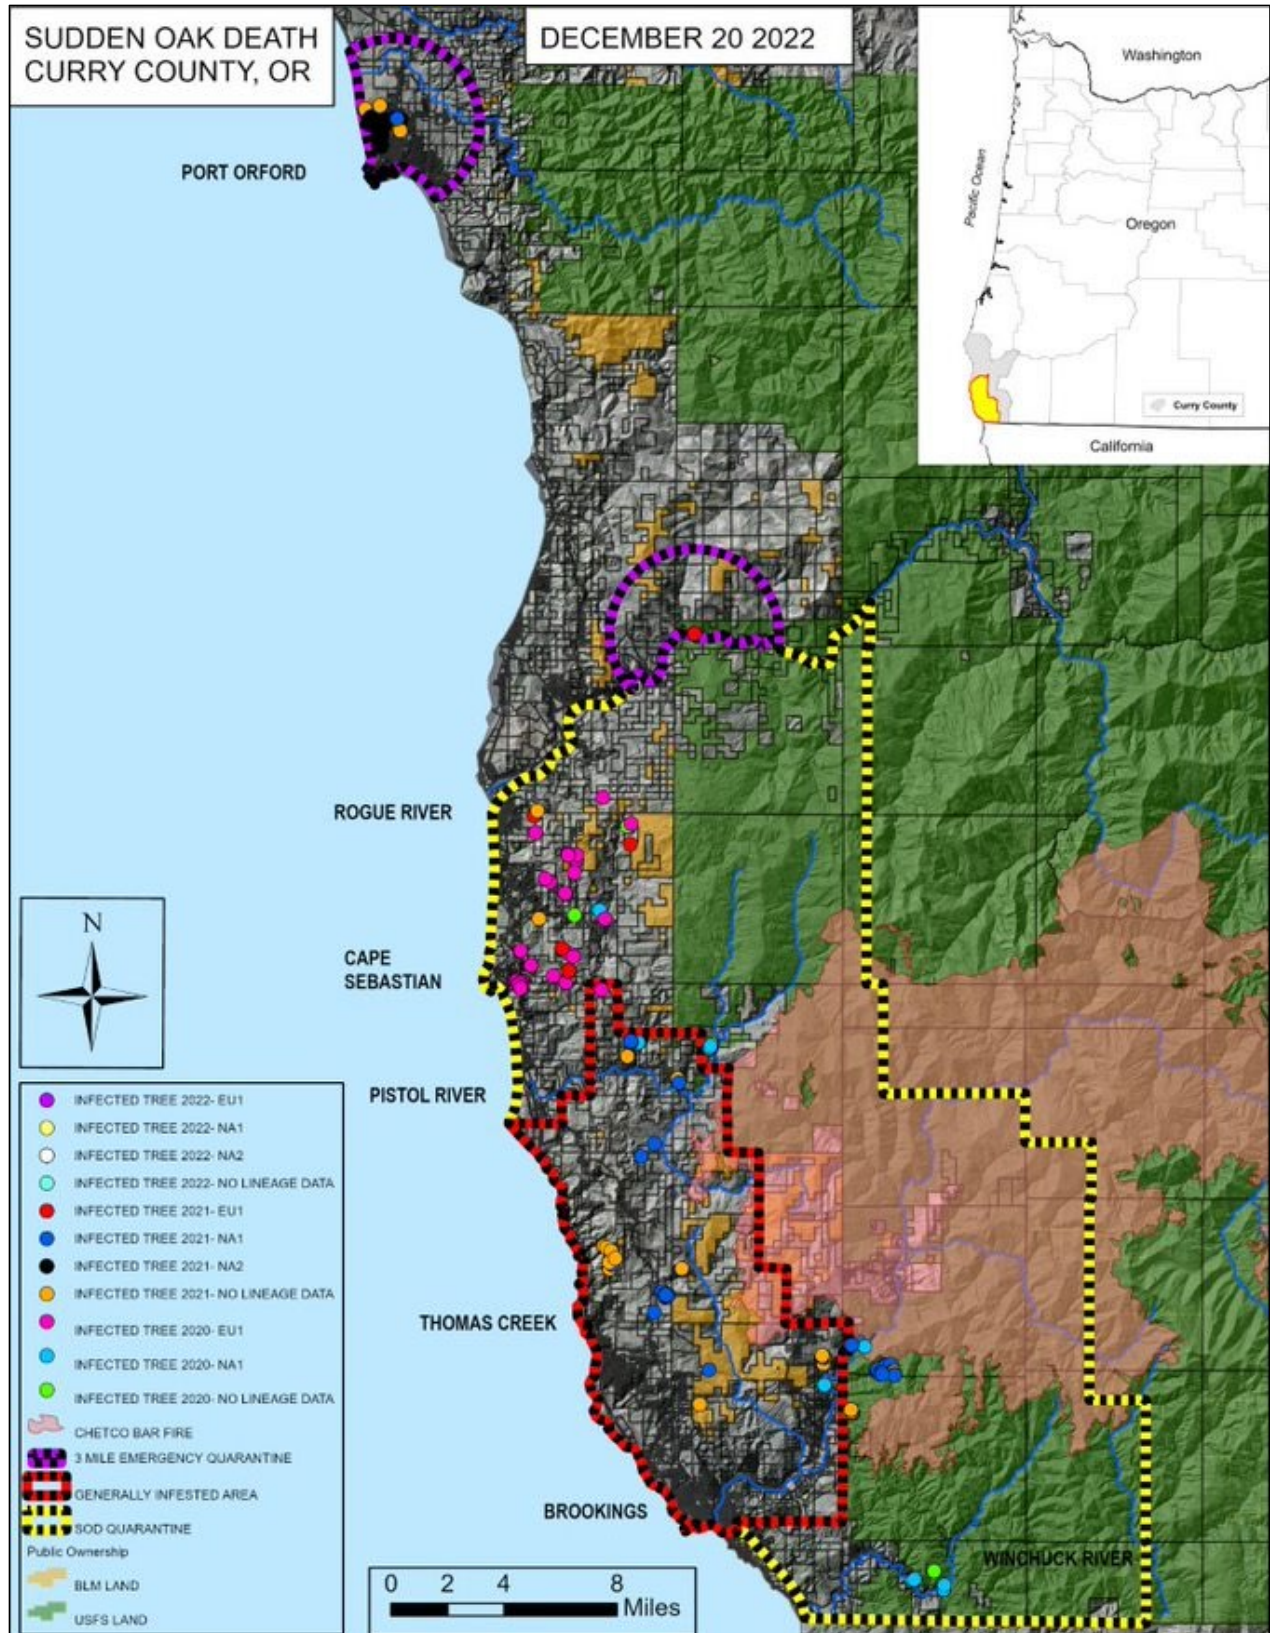 SUDDEN OAK DEATH
CURRY COUNTY, OR
DECEMBER 20 2022
Washington
Pacific Ocean
Oregon
Curry County
California
PORT ORFORD
ROGUE RIVER
CAPE
SEBASTIAN
N
PISTOL RIVER
THOMAS CREEK
BROOKINGS
WINCHUCK RIVER
INFECTED TREE 2022- EU1
INFECTED TREE 2022- NA1
INFECTED TREE 2022- NA2
INFECTED TREE 2022- NO LINEAGE DATA
INFECTED TREE 2021- EU1
INFECTED TREE 2021- NA1
INFECTED TREE 2021- NA2
INFECTED TREE 2021- NO LINEAGE DATA
INFECTED TREE 2020- EU1
INFECTED TREE 2020- NA1
INFECTED TREE 2020- NO LINEAGE DATA
CHETCO BAR FIRE
3 MILE EMERGENCY QUARANTINE
GENERALLY INFESTED AREA
SOD QUARANTINE
Public Ownership
BLM LAND
USFS LAND
0 2 4 8
Miles